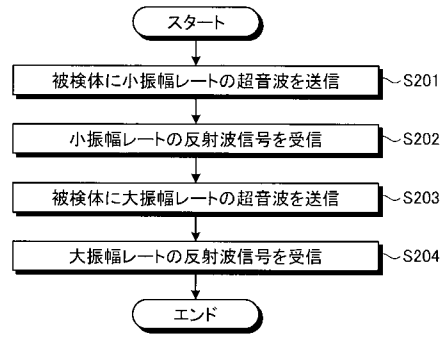 スタート
被検体に小振幅レートの超音波を送信 S201
小振幅レートの反射波信号を受信 S202
被検体に大振幅レートの超音波を送信 S203
大振幅レートの反射波信号を受信 S204
エンド